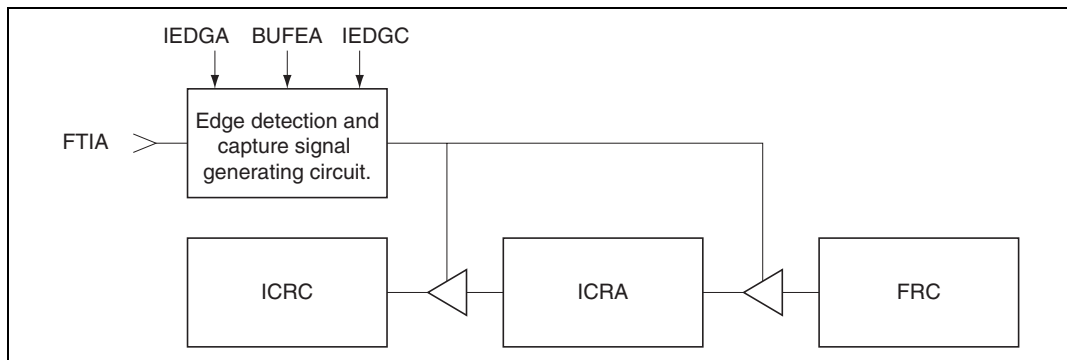 IEDGA BUFEA IEDGC
FTIA
Edge detection and
capture signal
generating circuit.
ICRC
ICRA
FRC